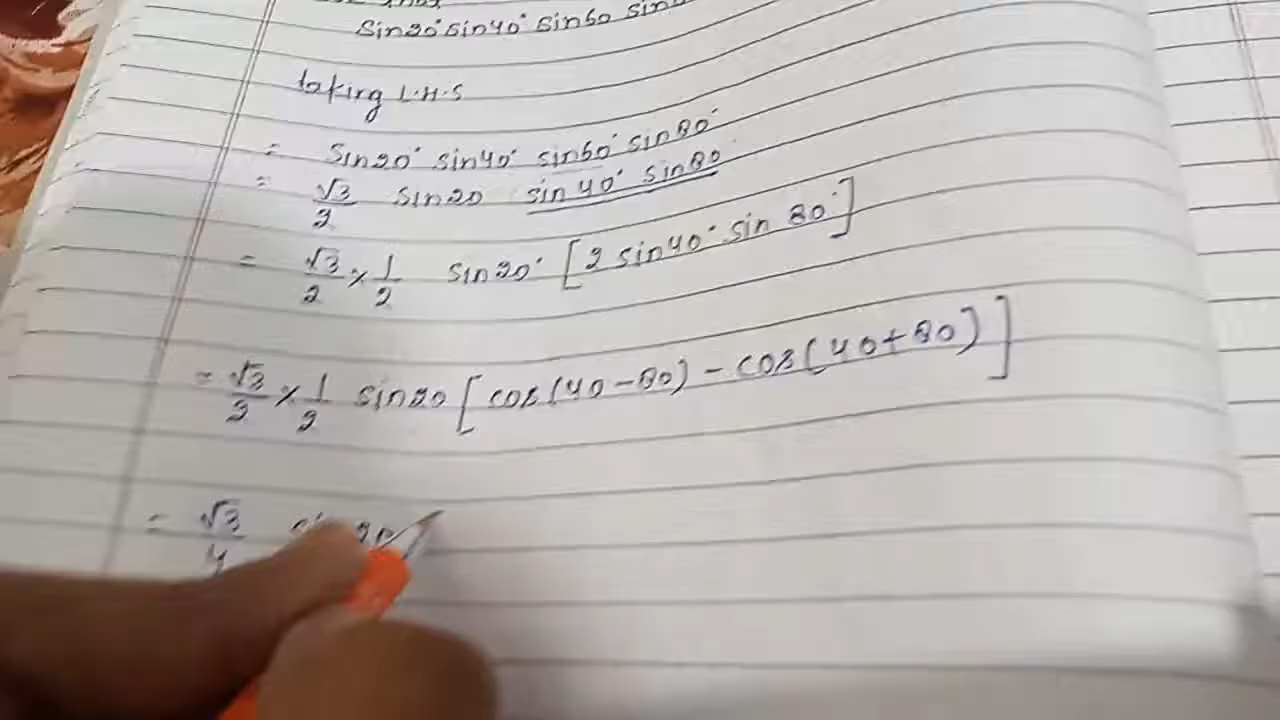 sin20° sin40° sin60 sin
taking L.H.S
= sin20° sin40° sin60° sin80°
= √3/2 sin20 sin40° sin80
= √3/2 × 1/2 sin20° [2 sin40° sin 80°]
= √3/2 × 1/2 sin20 [cos(40-80) - cos(40+80)]
= √3/4 sin20